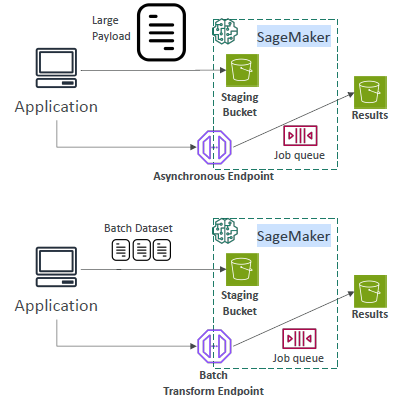 Large
Payload
SageMaker
Application
Staging
Bucket
Results
Job queue
Asynchronous Endpoint
Batch Dataset
SageMaker
Application
Staging
Bucket
Results
Job queue
Batch
Transform Endpoint